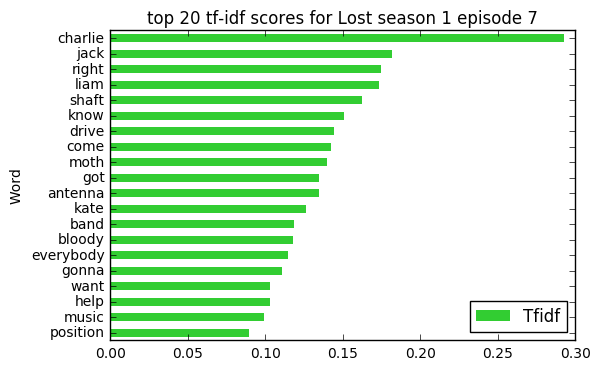 top 20 tf-idf scores for Lost season 1 episode 7
Word
charlie
jack
right
liam
shaft
know
drive
come
moth
got
antenna
kate
band
bloody
everybody
gonna
want
help
music
position
Tfidf
0.00 0.05 0.10 0.15 0.20 0.25 0.30